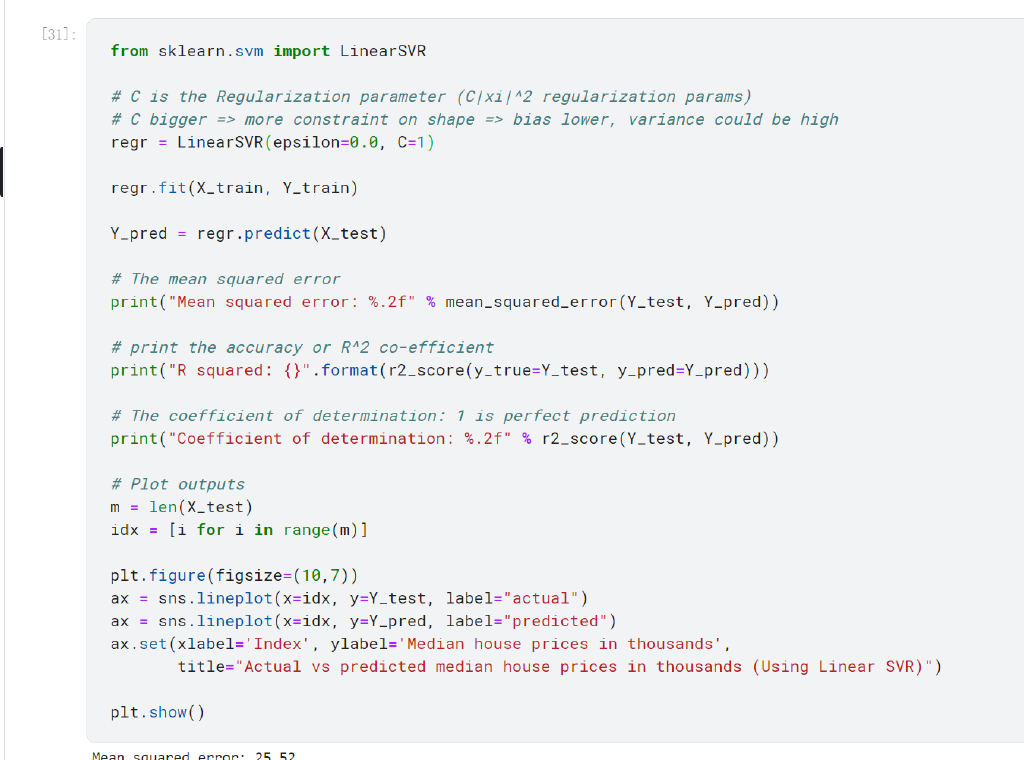 [31]:
from sklearn.svm import LinearSVR
# C is the Regularization parameter (C|xi|^2 regularization params)
# C bigger => more constraint on shape => bias lower, variance could be high
regr = LinearSVR(epsilon=0.0, C=1)
regr.fit(X_train, Y_train)
Y_pred = regr.predict(X_test)
# The mean squared error
print("Mean squared error: %.2f" % mean_squared_error(Y_test, Y_pred))
# print the accuracy or R^2 co-efficient
print("R squared: {}".format(r2_score(y_true=Y_test, y_pred=Y_pred)))
# The coefficient of determination: 1 is perfect prediction
print("Coefficient of determination: %.2f" % r2_score(Y_test, Y_pred))
# Plot outputs
m = len(X_test)
idx = [i for i in range(m)]
plt.figure(figsize=(10,7))
ax = sns.lineplot(x=idx, y=Y_test, label="actual")
ax = sns.lineplot(x=idx, y=Y_pred, label="predicted")
ax.set(xlabel='Index', ylabel='Median house prices in thousands',
       title="Actual vs predicted median house prices in thousands (Using Linear SVR)")
plt.show()
Mean squared error: 25.52